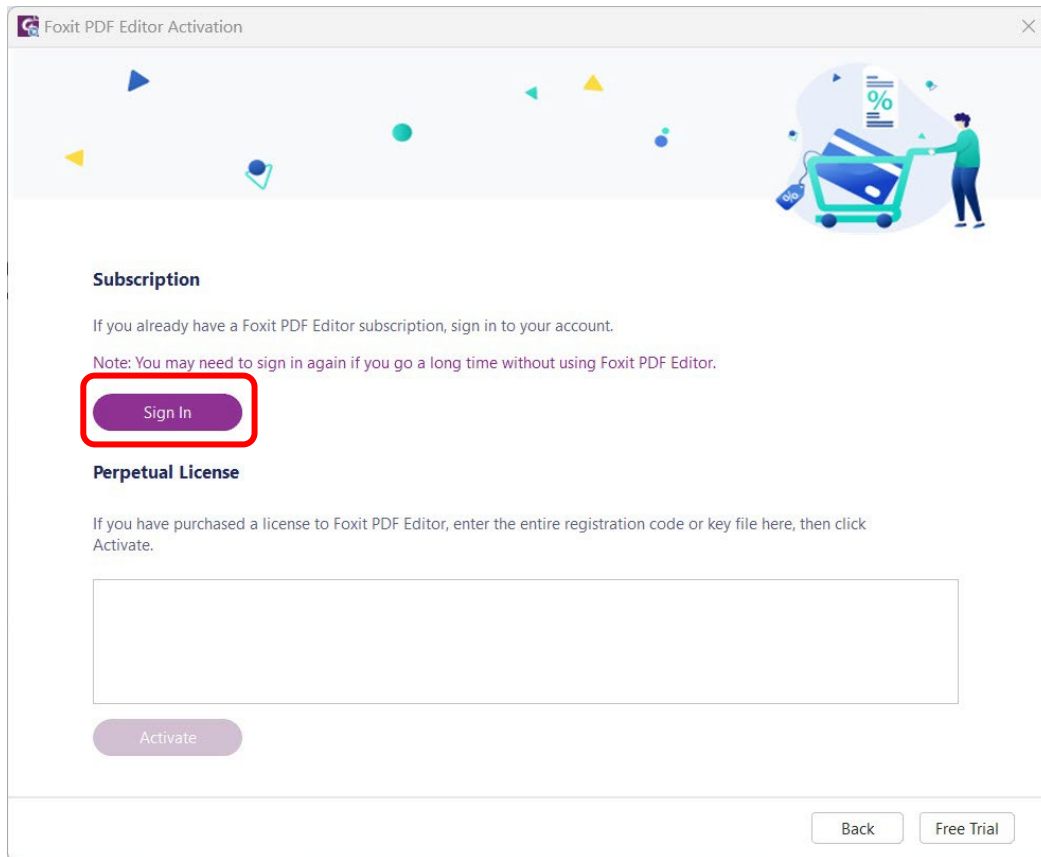 Foxit PDF Editor Activation
%
%
Subscription
If you already have a Foxit PDF Editor subscription, sign in to your account.
Note: You may need to sign in again if you go a long time without using Foxit PDF Editor.
Sign In
Perpetual License
If you have purchased a license to Foxit PDF Editor, enter the entire registration code or key file here, then click
Activate.
Activate
Back
Free Trial